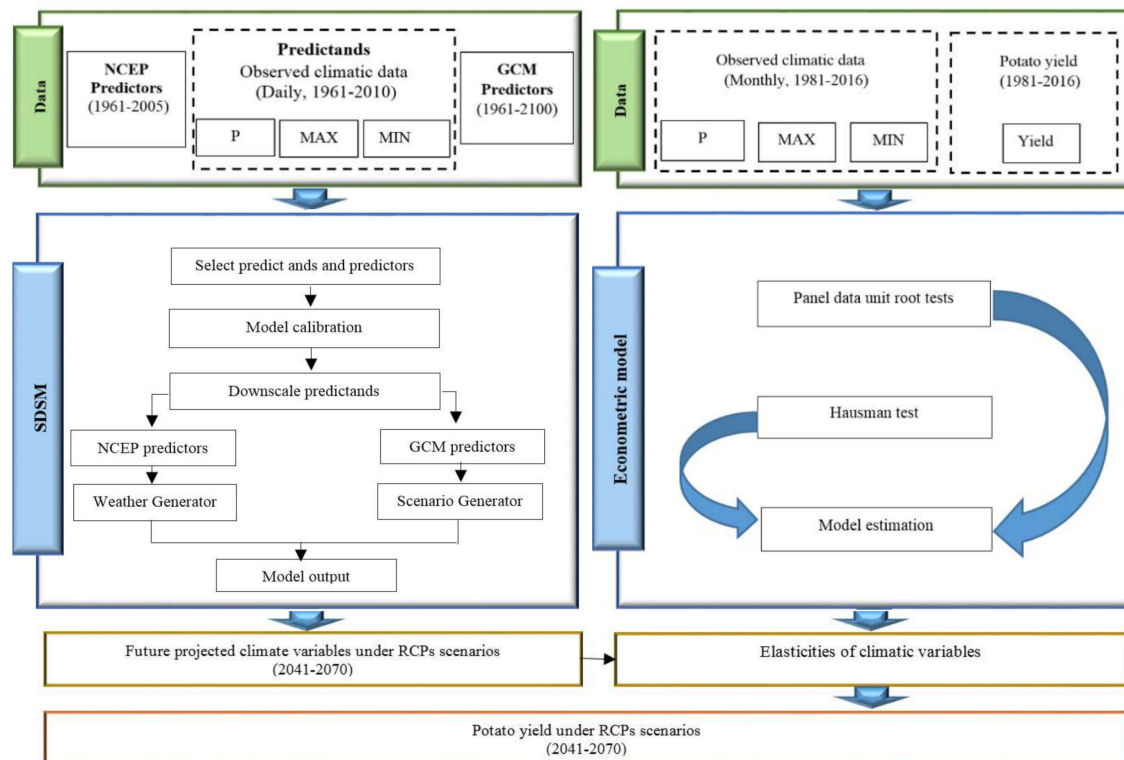 Data
NCEP
Predictors
(1961-2005)
Predictands
Observed climatic data
(Daily, 1961-2010)
P
MAX
MIN
GCM
Predictors
(1961-2100)
SDSM
Select predict ands and predictors
Model calibration
Downscale predictands
NCEP predictors
GCM predictors
Weather Generator
Scenario Generator
Model output
Future projected climate variables under RCPs scenarios
(2041-2070)
Data
Observed climatic data
(Monthly, 1981-2016)
P
MAX
MIN
Potato yield
(1981-2016)
Yield
Econometric model
Panel data unit root tests
Hausman test
Model estimation
Elasticities of climatic variables
Potato yield under RCPs scenarios
(2041-2070)